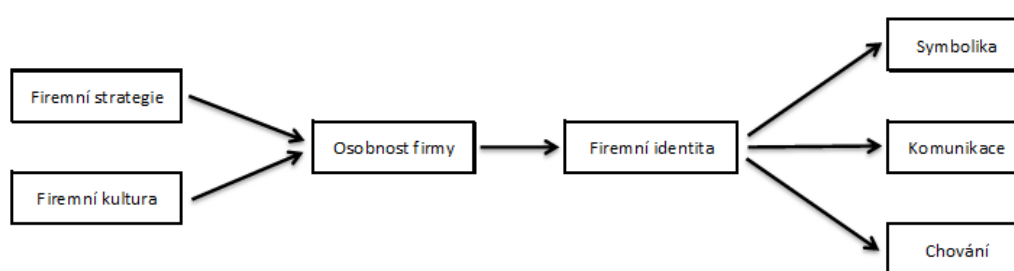 Firemní strategie
Firemní kultura
Osobnost firmy
Firemní identita
Symbolika
Komunikace
Chování